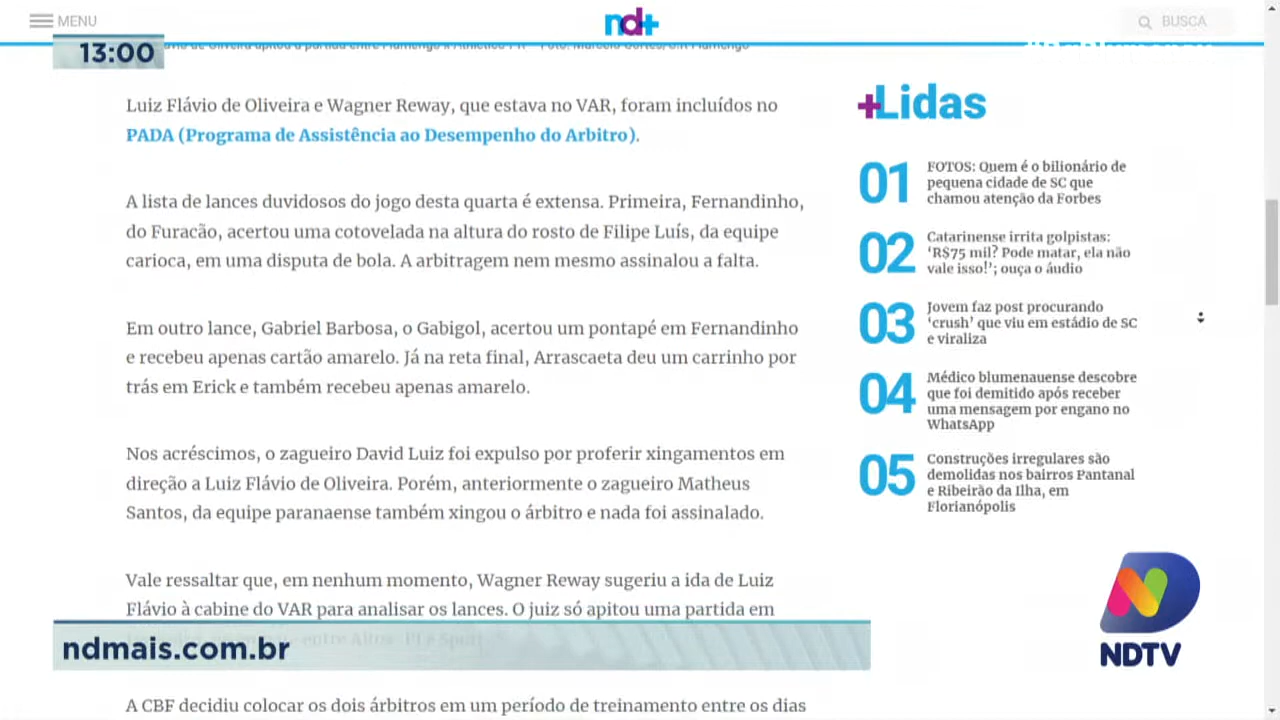 MENU
nd+
BUSCA
13:00
Luiz Flávio de Oliveira e Wagner Reway, que estava no VAR, foram incluídos no
PADA (Programa de Assistência ao Desempenho do Arbitro).
A lista de lances duvidosos do jogo desta quarta é extensa. Primeira, Fernandinho,
do Furacão, acertou uma cotovelada na altura do rosto de Filipe Luís, da equipe
carioca, em uma disputa de bola. A arbitragem nem mesmo assinalou a falta.
Em outro lance, Gabriel Barbosa, o Gabigol, acertou um pontapé em Fernandinho
e recebeu apenas cartão amarelo. Já na reta final, Arrascaeta deu um carrinho por
trás em Erick e também recebeu apenas amarelo.
Nos acréscimos, o zagueiro David Luiz foi expulso por proferir xingamentos em
direção a Luiz Flávio de Oliveira. Porém, anteriormente o zagueiro Matheus
Santos, da equipe paranaense também xingou o árbitro e nada foi assinalado.
Vale ressaltar que, em nenhum momento, Wagner Reway sugeriu a ida de Luiz
Flávio à cabine do VAR para analisar os lances. O juiz só apitou uma partida em
ndmais.com.br
A CBF decidiu colocar os dois árbitros em um período de treinamento entre os dias
+Lidas
01
FOTOS: Quem é o bilionário de
pequena cidade de SC que
chamou atenção da Forbes
02
Catarinense irrita golpistas:
‘R$75 mil? Pode matar, ela não
vale isso!’; ouça o áudio
03
Jovem faz post procurando
‘crush’ que viu em estádio de SC
e viraliza
04
Médico blumenauense descobre
que foi demitido após receber
uma mensagem por engano no
WhatsApp
05
Construções irregulares são
demolidas nos bairros Pantanal
e Ribeirão da Ilha, em
Florianópolis
NDTV